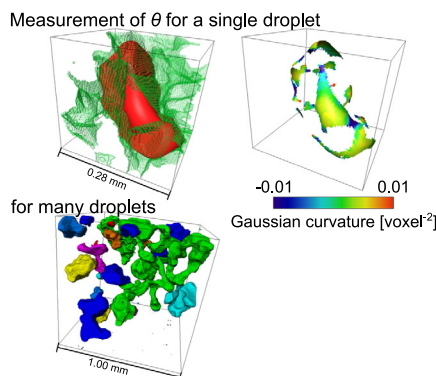 Measurement of θ for a single droplet
0.28 mm
-0.01 0.01
Gaussian curvature [voxel⁻²]
for many droplets
1.00 mm